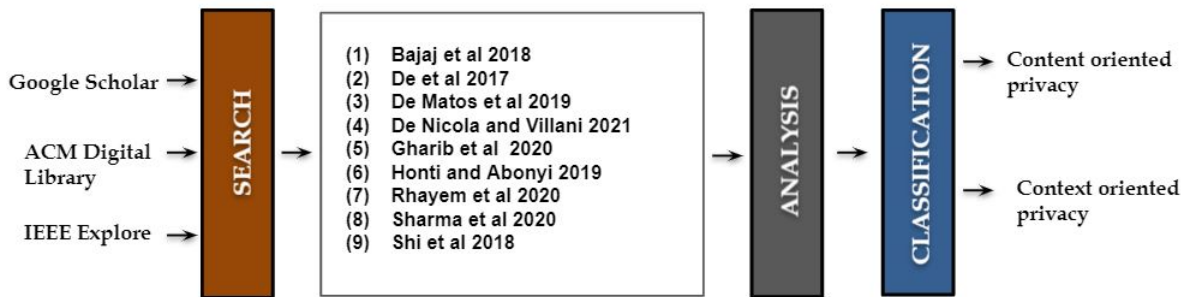 Google Scholar
ACM Digital
Library
IEEE Explore
SEARCH
(1) Bajaj et al 2018
(2) De et al 2017
(3) De Matos et al 2019
(4) De Nicola and Villani 2021
(5) Gharib et al 2020
(6) Honti and Abonyi 2019
(7) Rhayem et al 2020
(8) Sharma et al 2020
(9) Shi et al 2018
ANALYSIS
CLASSIFICATION
Content oriented
privacy
Context oriented
privacy